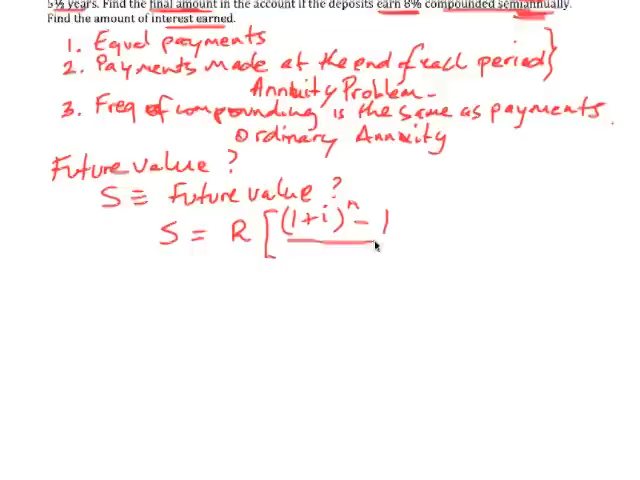 5½ years. Find the final amount in the account if the deposits earn 8% compounded semiannually.
Find the amount of interest earned.
1. Equal payments
2. Payments made at the end of each period}
Annuity Problem-
3. Freq of compounding is the same as payments.
Ordinary Annuity
Future value ?
S ≡ Future value ?
S = R [(1+i)^n - 1